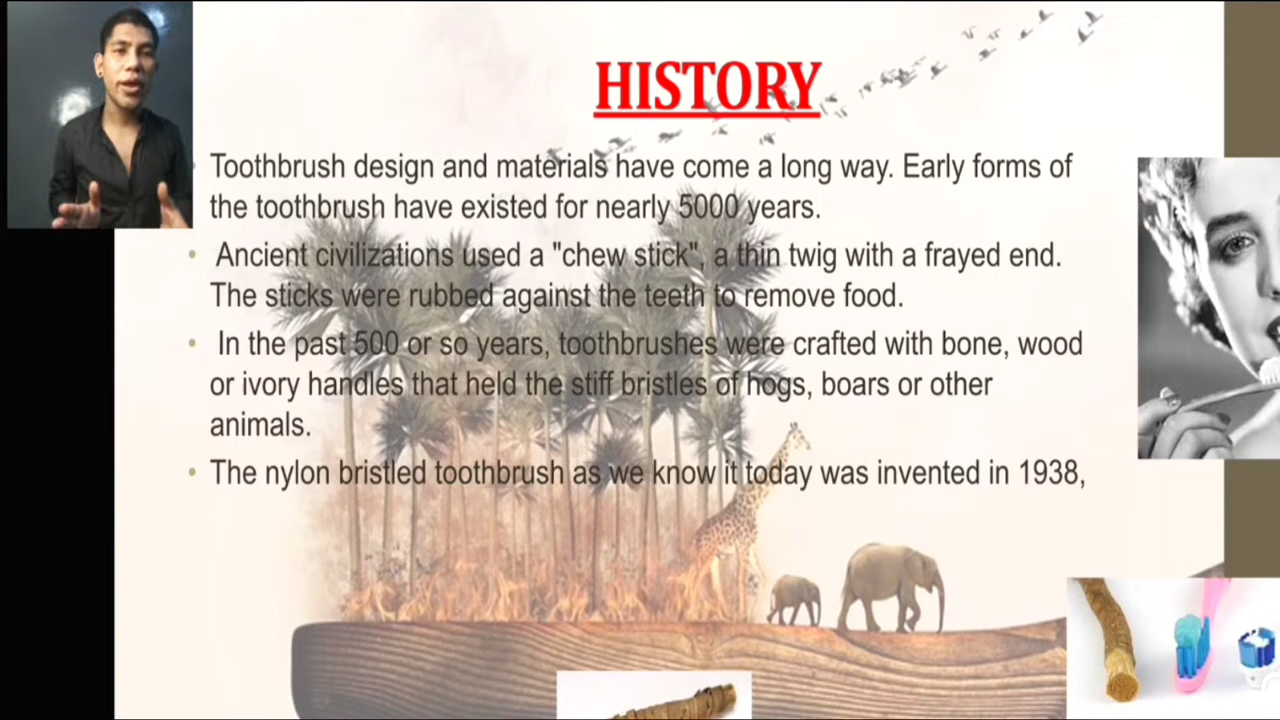 HISTORY
Toothbrush design and materials have come a long way. Early forms of
the toothbrush have existed for nearly 5000 years.
Ancient civilizations used a "chew stick", a thin twig with a frayed end.
The sticks were rubbed against the teeth to remove food.
In the past 500 or so years, toothbrushes were crafted with bone, wood
or ivory handles that held the stiff bristles of hogs, boars or other
animals.
The nylon bristled toothbrush as we know it today was invented in 1938,